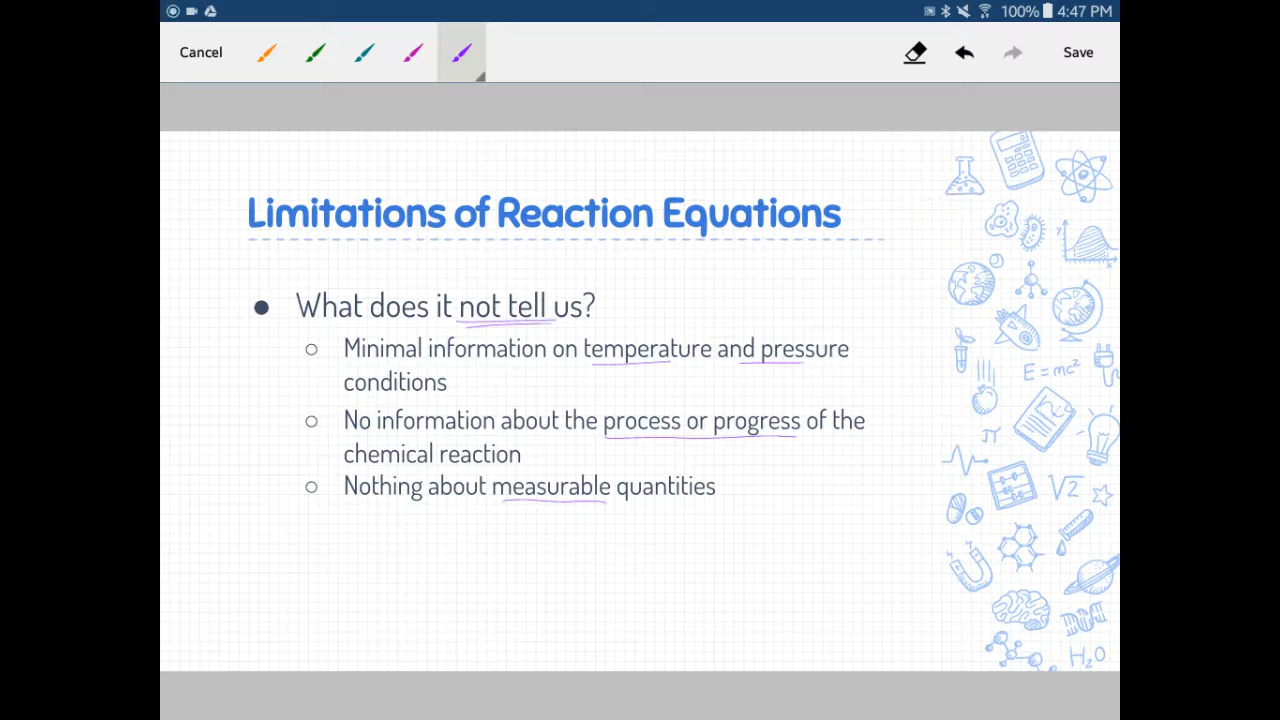 100% 4:47 PM
Cancel Save
Limitations of Reaction Equations
● What does it not tell us?
○ Minimal information on temperature and pressure
conditions
○ No information about the process or progress of the
chemical reaction
○ Nothing about measurable quantities
y
x
E = mc²
π
√2
H₂O